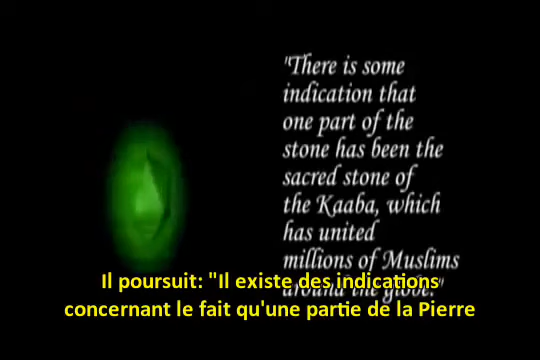 "There is some
indication that
one part of the
stone has been the
sacred stone of
the Kaaba, which
has united
millions of Muslims
around the globe."
Il poursuit: "Il existe des indications
concernant le fait qu'une partie de la Pierre